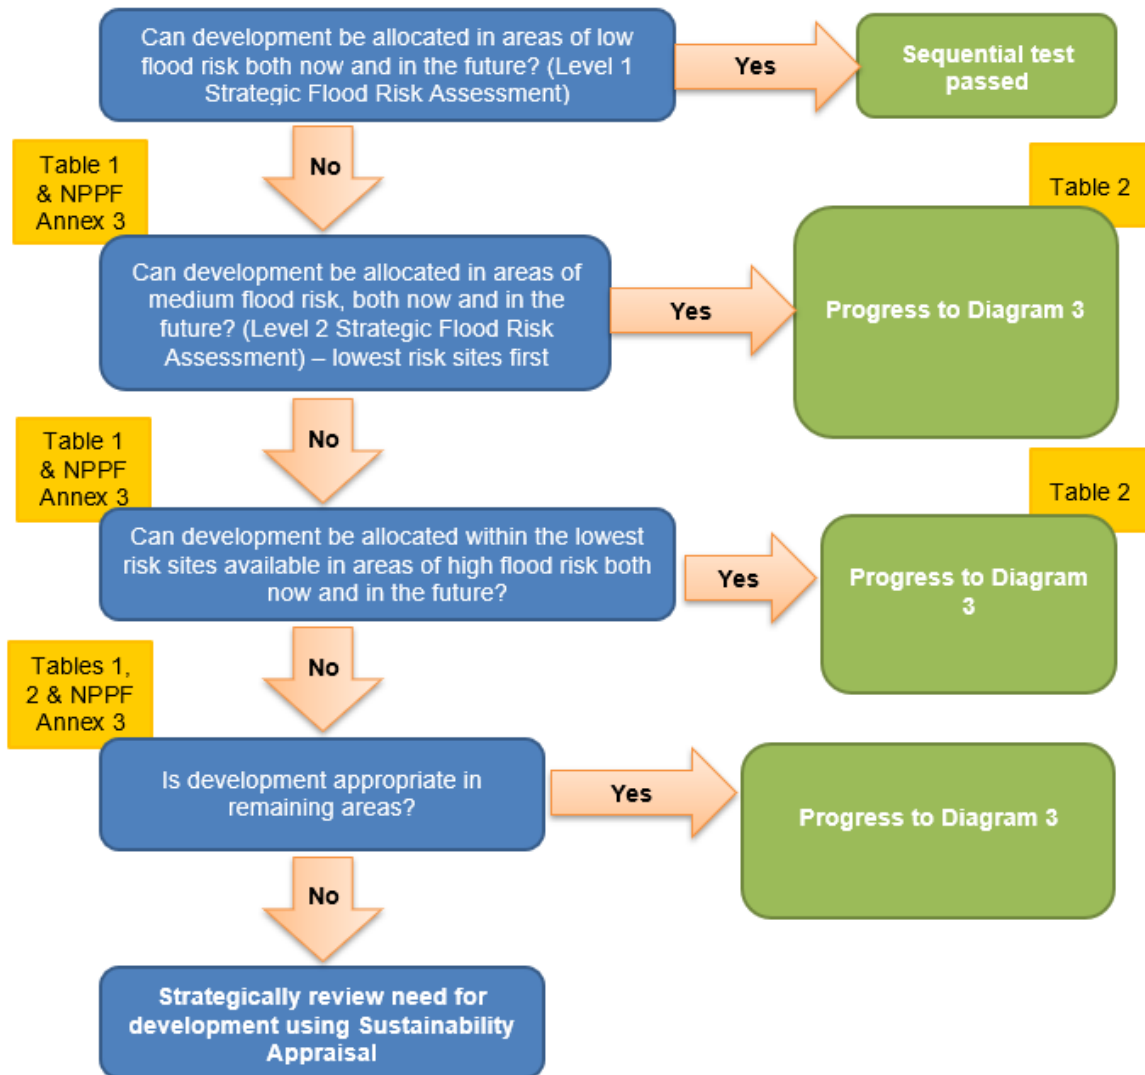 Can development be allocated in areas of low
flood risk both now and in the future? (Level 1
Strategic Flood Risk Assessment)
Yes
Sequential test
passed
No
Table 1
& NPPF
Annex 3
Table 2
Can development be allocated in areas of
medium flood risk, both now and in the
future? (Level 2 Strategic Flood Risk
Assessment) – lowest risk sites first
Yes
Progress to Diagram 3
No
Table 1
& NPPF
Annex 3
Table 2
Can development be allocated within the lowest
risk sites available in areas of high flood risk both
now and in the future?
Yes
Progress to Diagram
3
No
Tables 1,
2 & NPPF
Annex 3
Is development appropriate in
remaining areas?
Yes
Progress to Diagram 3
No
Strategically review need for
development using Sustainability
Appraisal